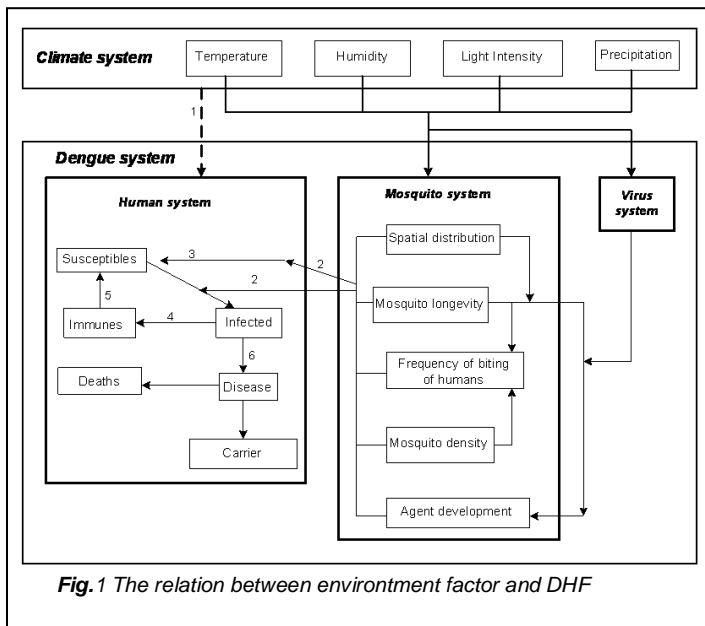 Climate system
Temperature
Humidity
Light Intensity
Precipitation
1
Dengue system
Human system
Susceptibles
3
2
2
5
Immunes
4
Infected
6
Deaths
Disease
Carrier
Mosquito system
Spatial distribution
Mosquito longevity
Frequency of biting
of humans
Mosquito density
Agent development
Virus
system
Fig.1 The relation between environtment factor and DHF